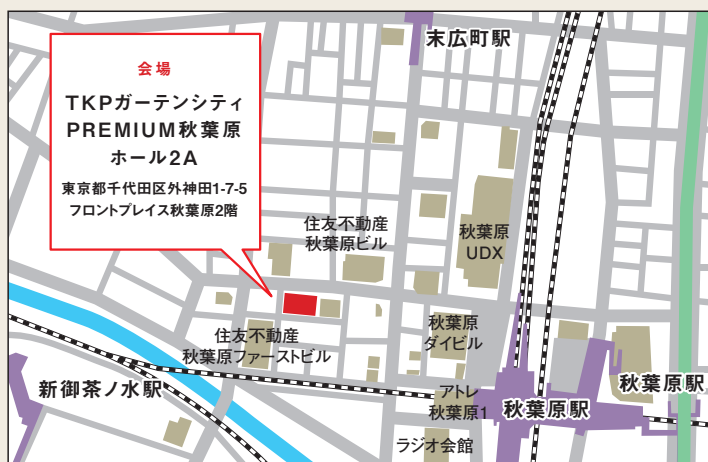 末広町駅
会場
TKPガーデンシティ
PREMIUM秋葉原
ホール2A
東京都千代田区外神田1-7-5
フロントプレイス秋葉原2階
住友不動産
秋葉原ビル
秋葉原
UDX
住友不動産
秋葉原ファーストビル
秋葉原
ダイビル
新御茶ノ水駅
アトレ
秋葉原1
秋葉原駅
秋葉原駅
ラジオ会館